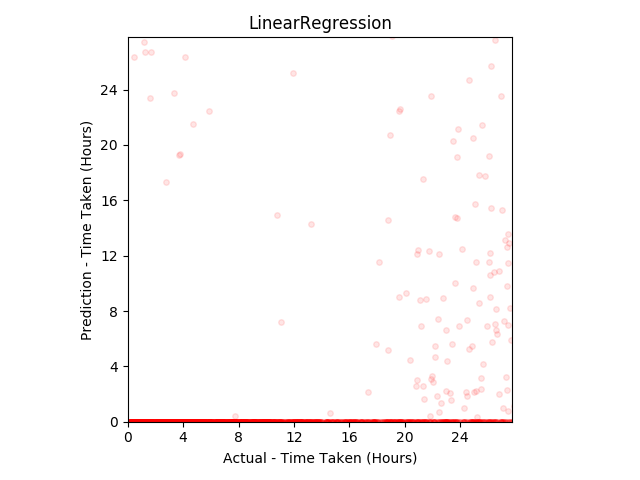 LinearRegression
24
20
16
12
8
4
0
Prediction - Time Taken (Hours)
0 4 8 12 16 20 24
Actual - Time Taken (Hours)